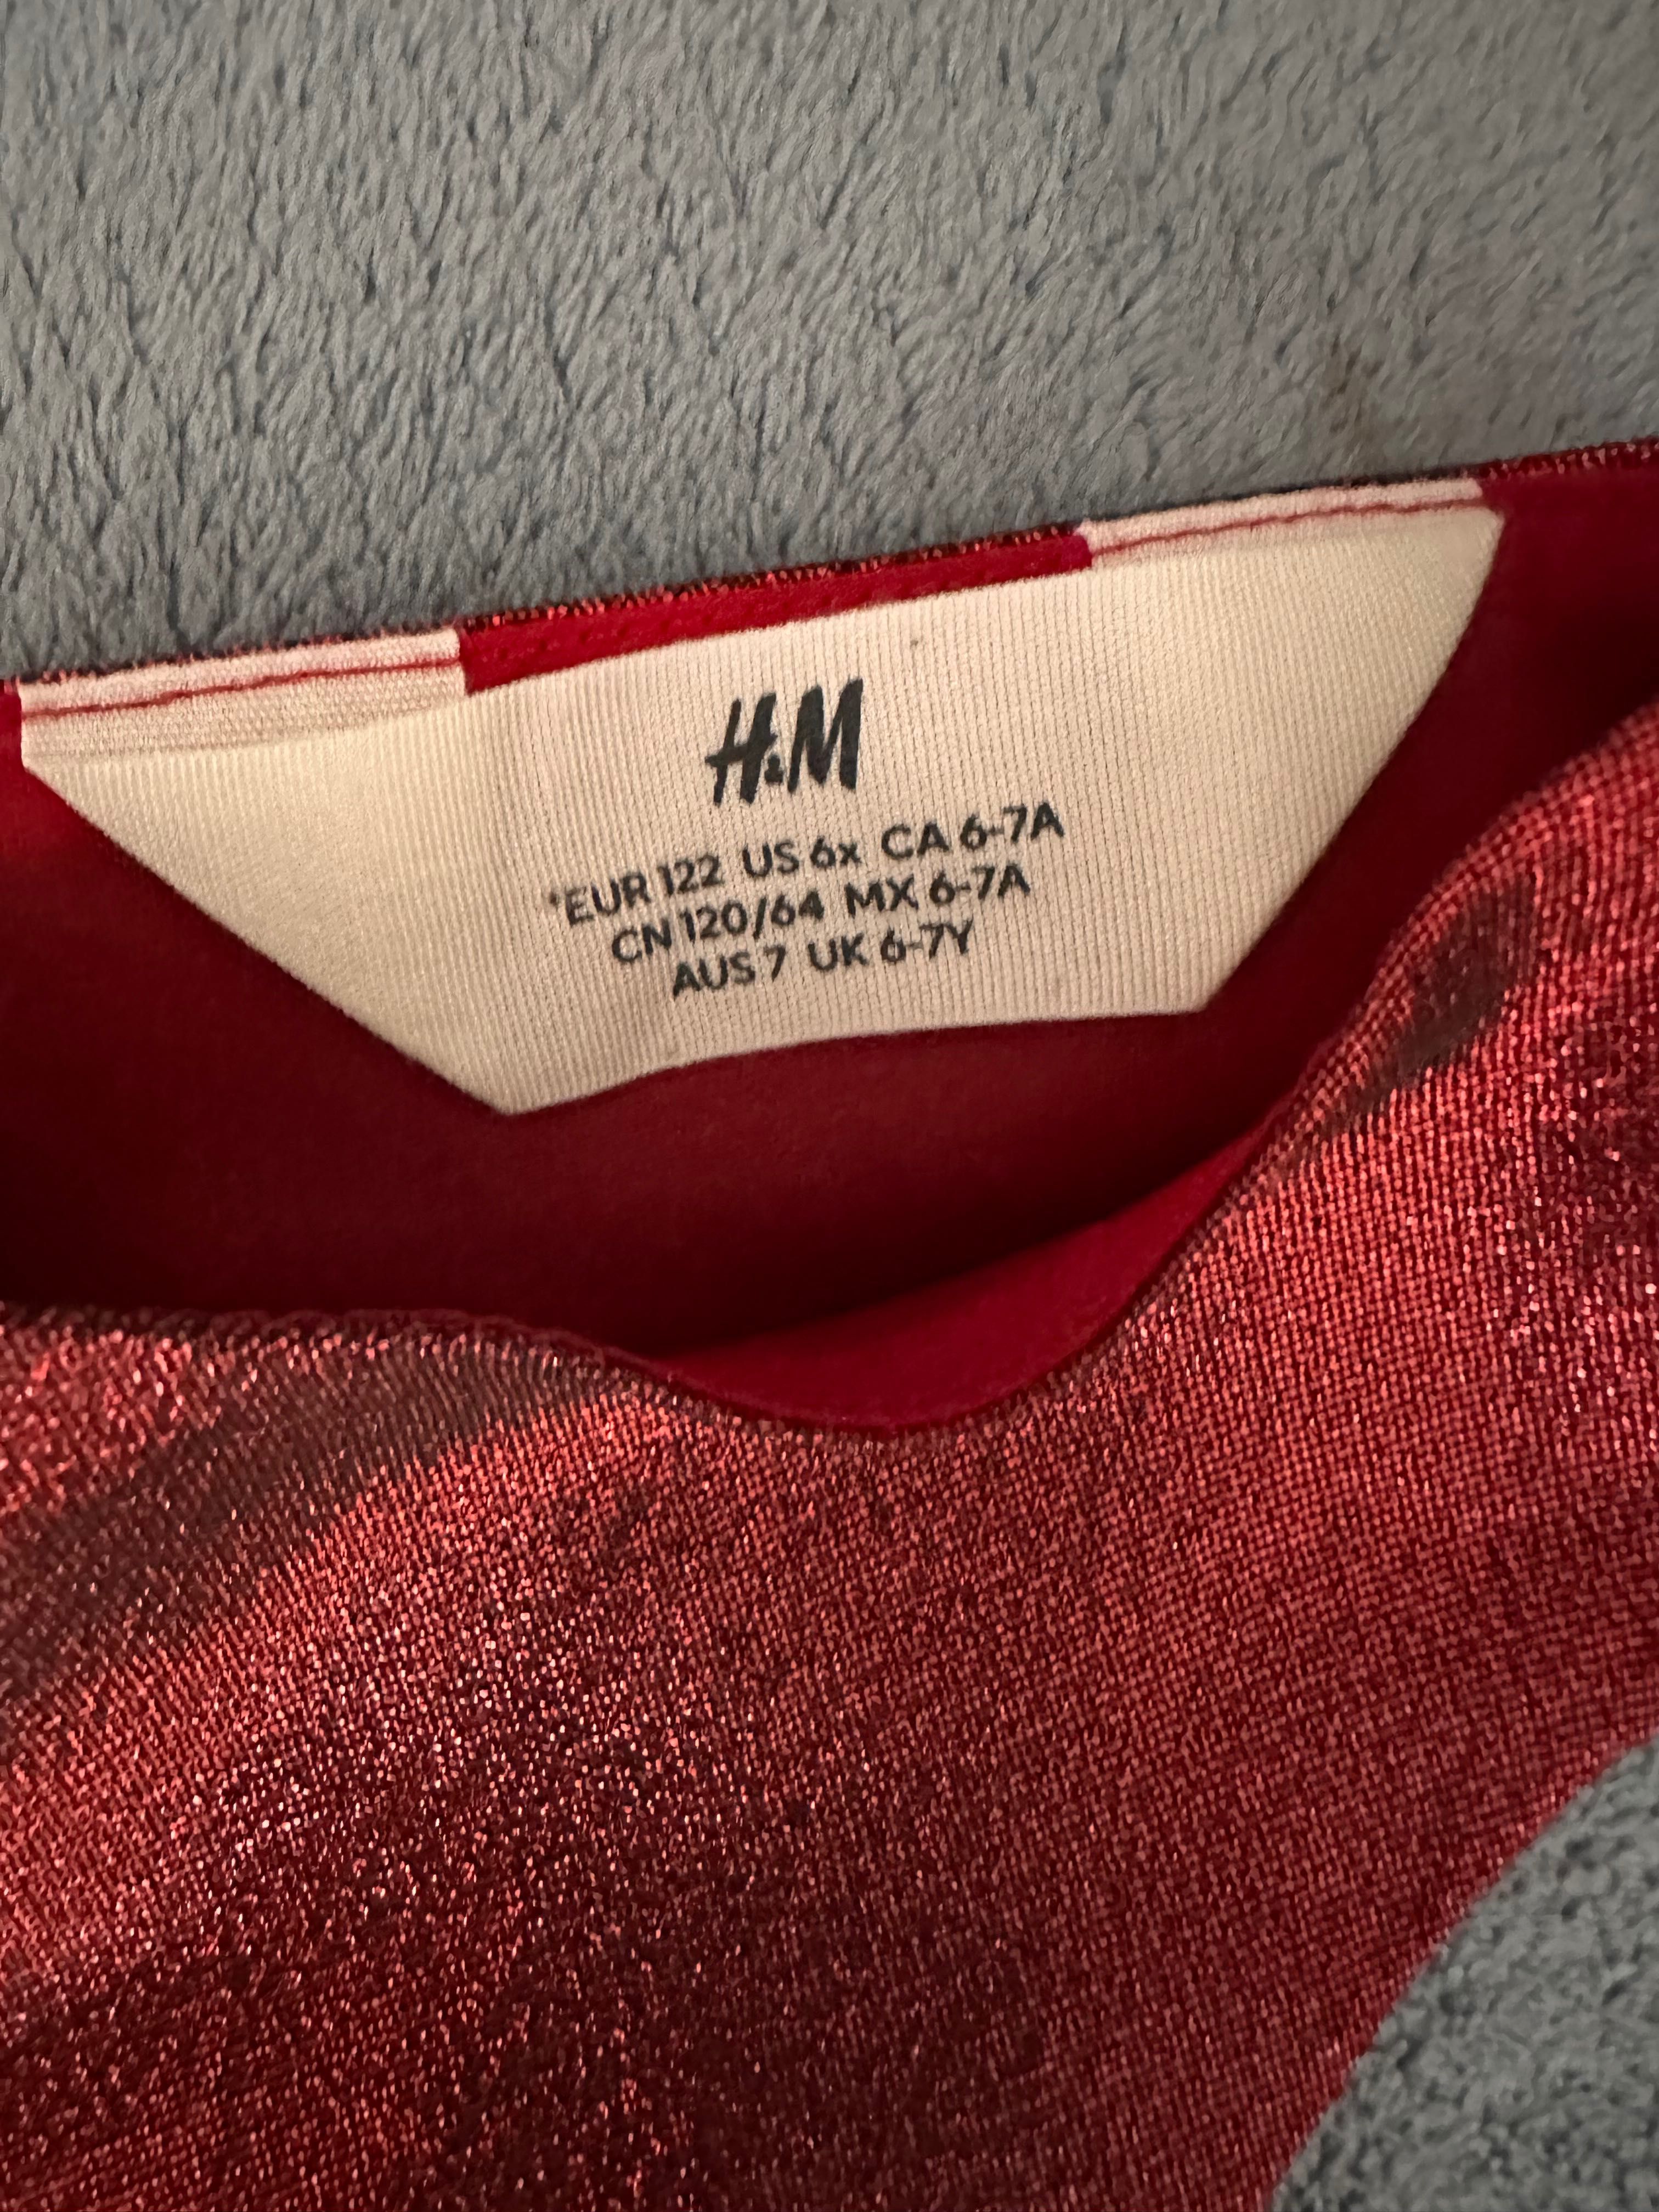 H&M
*EUR 122 US 6x CA 6-7A
CN 120/64 MX 6-7A
AUS 7 UK 6-7Y